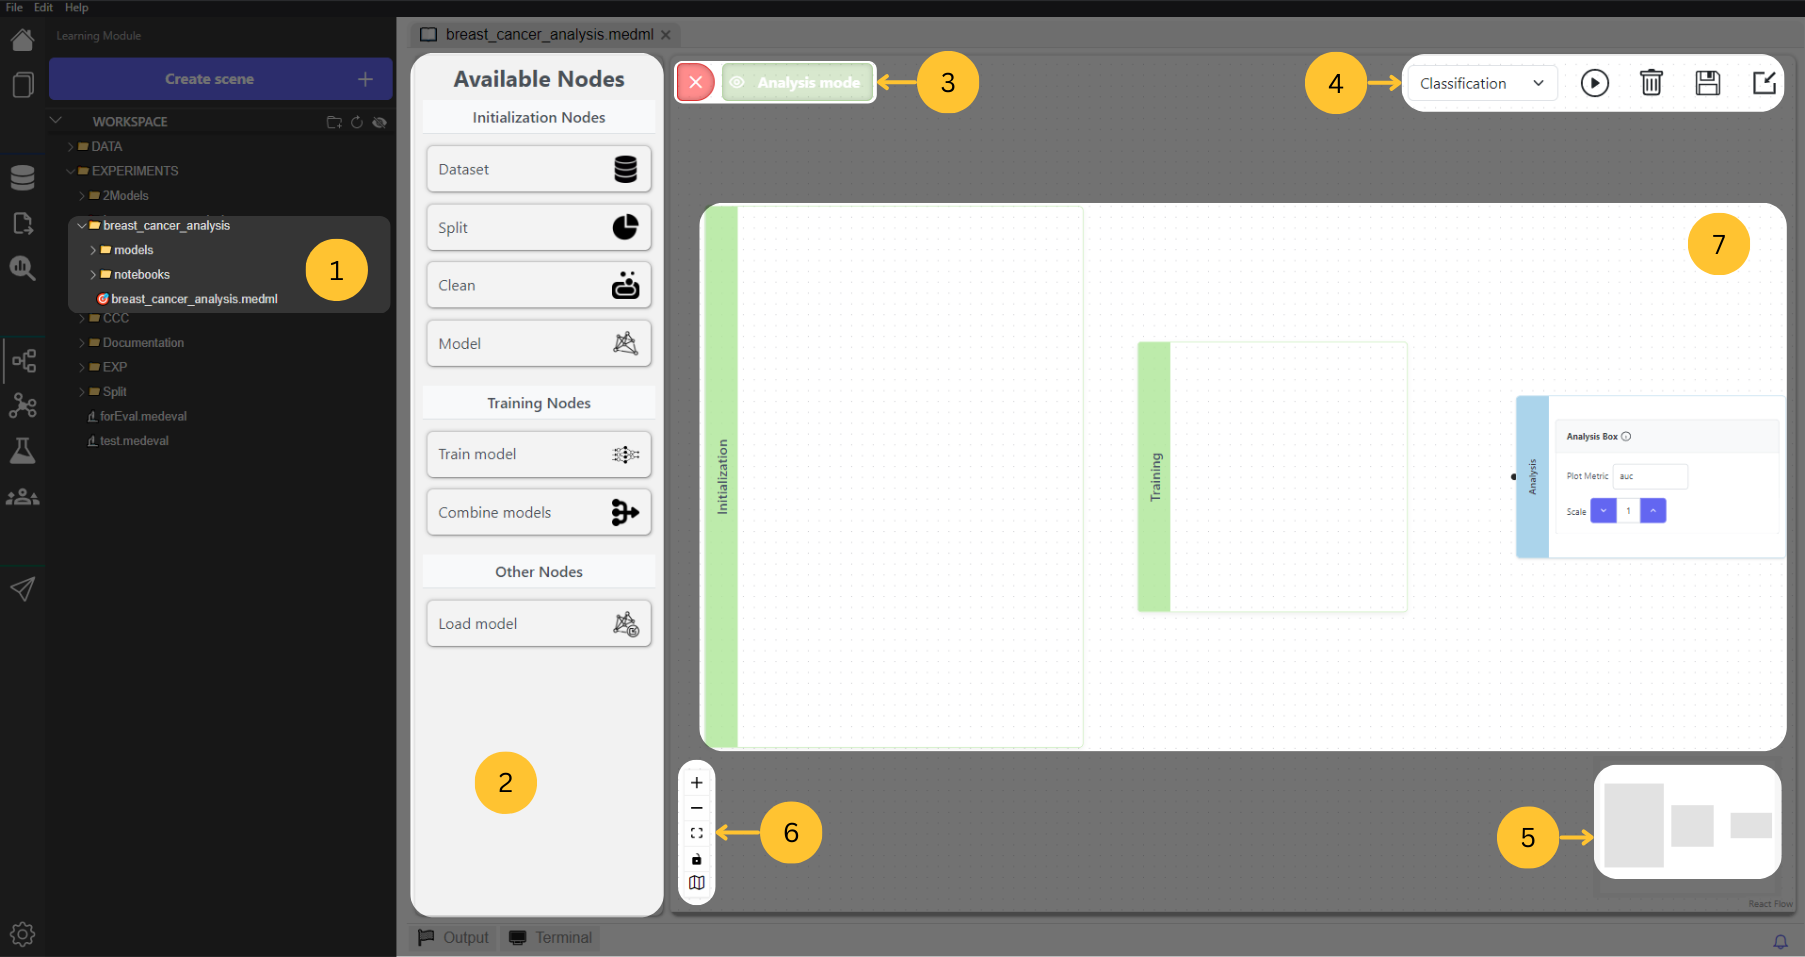 File Edit Help
Learning Module
Create scene
WORKSPACE
DATA
EXPERIMENTS
2Models
breast_cancer_analysis
models
notebooks
breast_cancer_analysis.medml
1
CCC
Documentation
EXP
Split
forEval.medeval
test.medeval
breast_cancer_analysis.medml
Available Nodes
Initialization Nodes
Dataset
Split
Clean
Model
Training Nodes
Train model
Combine models
Other Nodes
Load model
2
Analysis mode
3
4
Classification
7
Initialization
Training
Analysis
Analysis Box
Plot Metric auc
Scale 1
6
5
React Flow
Output Terminal